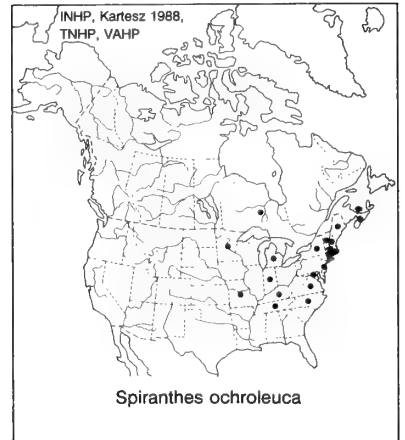 INHP, Kartesz 1988,
TNHP, VAHP
Spiranthes ochroleuca